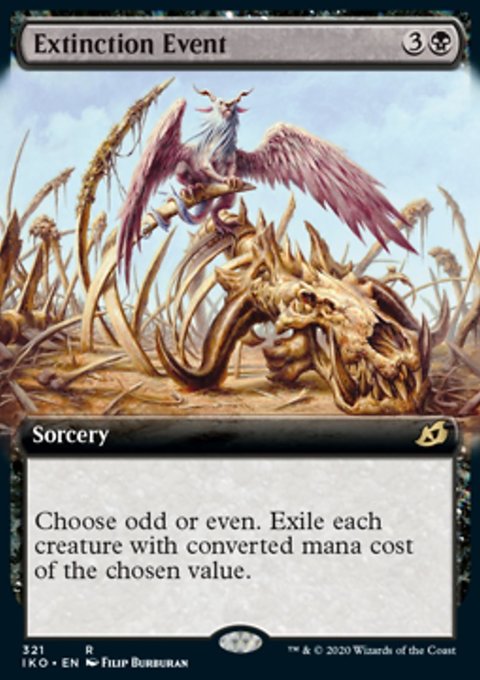 Extinction Event 3
Sorcery
Choose odd or even. Exile each
creature with converted mana cost
of the chosen value.
321 R
IKO • EN Filip Burburan
™ & © 2020 Wizards of the Coast